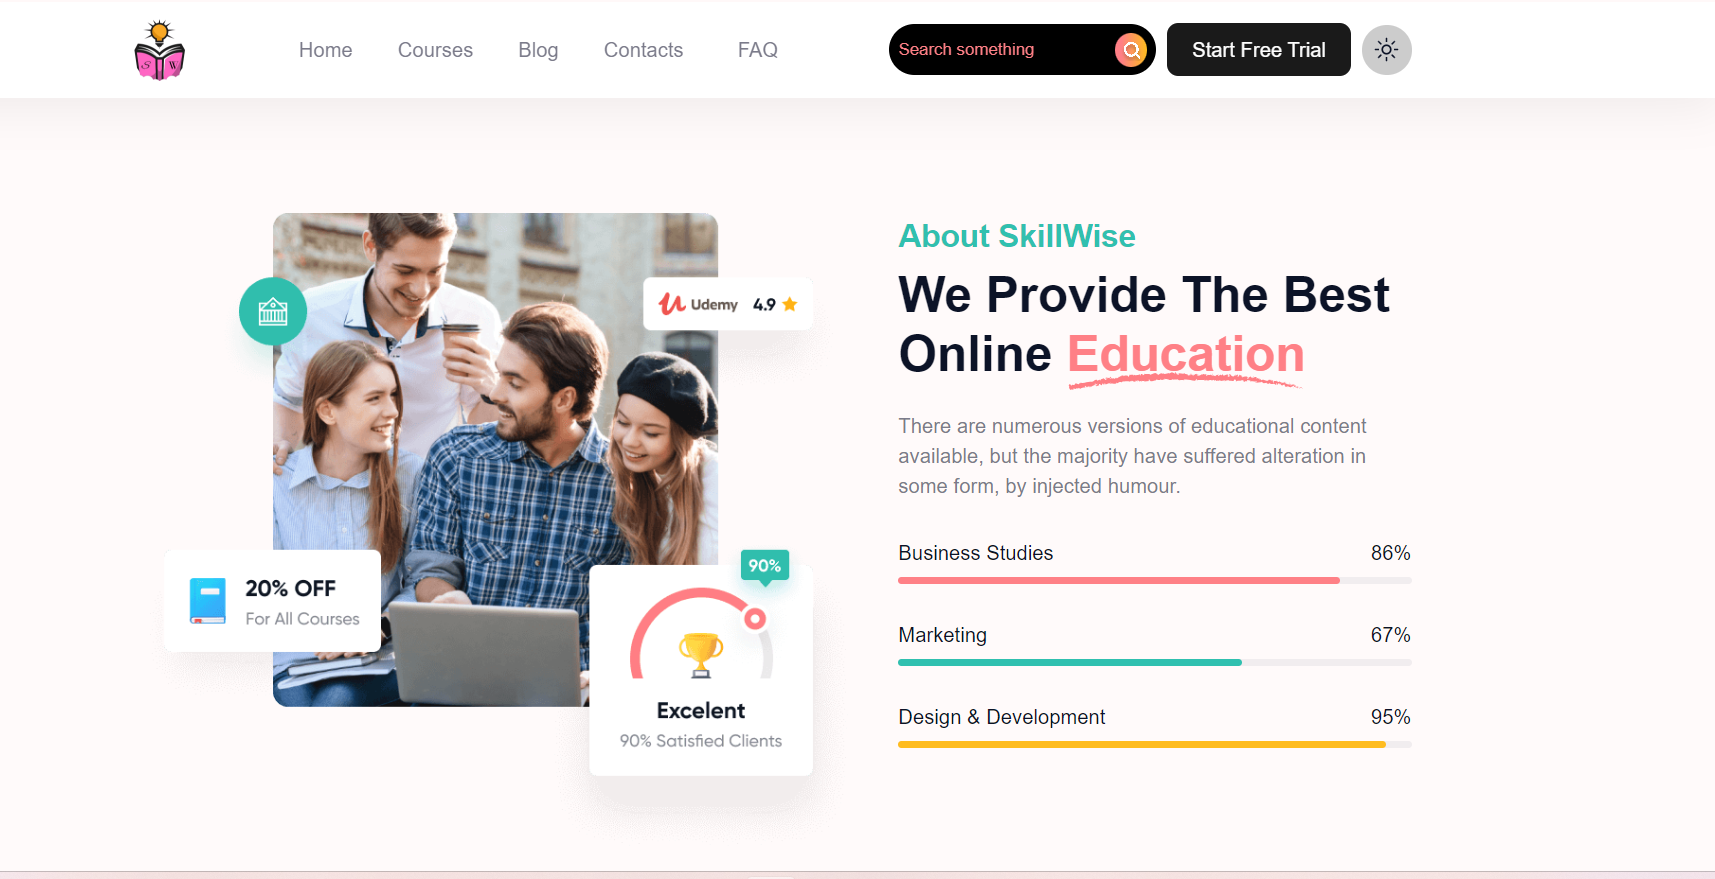 S W
Home
Courses
Blog
Contacts
FAQ
Search something
Start Free Trial
Udemy 4.9
20% OFF
For All Courses
90%
Excelent
90% Satisfied Clients
About SkillWise
We Provide The Best
Online Education
There are numerous versions of educational content
available, but the majority have suffered alteration in
some form, by injected humour.
Business Studies 86%
Marketing 67%
Design & Development 95%